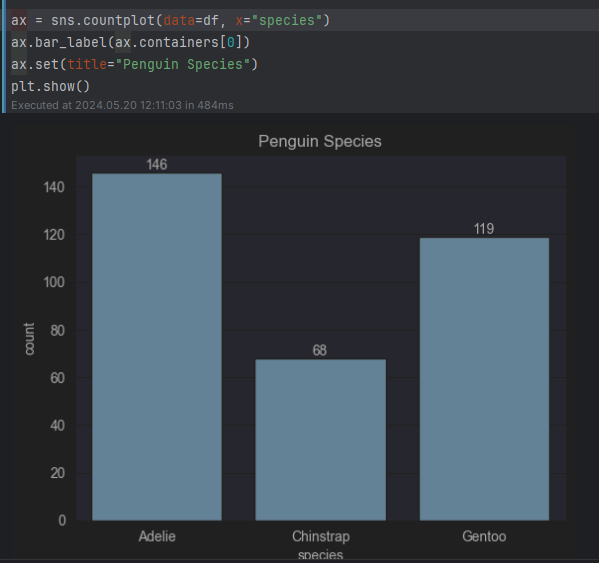 ax = sns.countplot(data=df, x="species")
ax.bar_label(ax.containers[0])
ax.set(title="Penguin Species")
plt.show()
Executed at 2024.05.20 12:11:03 in 484ms
Penguin Species
146
140
120
119
100
80
68
60
40
20
0
count
Adelie Chinstrap Gentoo
species